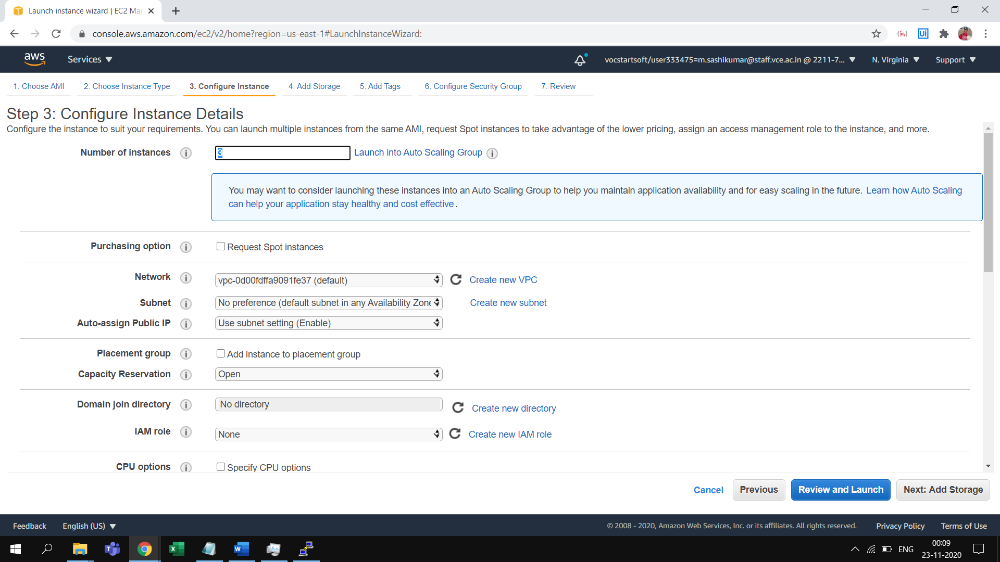 Launch instance wizard | EC2 Mar
console.aws.amazon.com/ec2/v2/home?region=us-east-1#LaunchInstanceWizard:
aws
Services
vocstartsoft/user333475=m.sashikumar@staff.vce.ac.in @ 2211-7...
N. Virginia
Support
1. Choose AMI
2. Choose Instance Type
3. Configure Instance
4. Add Storage
5. Add Tags
6. Configure Security Group
7. Review
Step 3: Configure Instance Details
Configure the instance to suit your requirements. You can launch multiple instances from the same AMI, request Spot instances to take advantage of the lower pricing, assign an access management role to the instance, and more.
Number of instances
3
Launch into Auto Scaling Group
You may want to consider launching these instances into an Auto Scaling Group to help you maintain application availability and for easy scaling in the future. Learn how Auto Scaling
can help your application stay healthy and cost effective.
Purchasing option
Request Spot instances
Network
vpc-0d00fdffa9091fe37 (default)
Create new VPC
Subnet
No preference (default subnet in any Availability Zone
Create new subnet
Auto-assign Public IP
Use subnet setting (Enable)
Placement group
Add instance to placement group
Capacity Reservation
Open
Domain join directory
No directory
Create new directory
IAM role
None
Create new IAM role
CPU options
Specify CPU options
Cancel
Previous
Review and Launch
Next: Add Storage
Feedback
English (US)
© 2008 - 2020, Amazon Web Services, Inc. or its affiliates. All rights reserved.
Privacy Policy
Terms of Use
ENG
00:09
23-11-2020